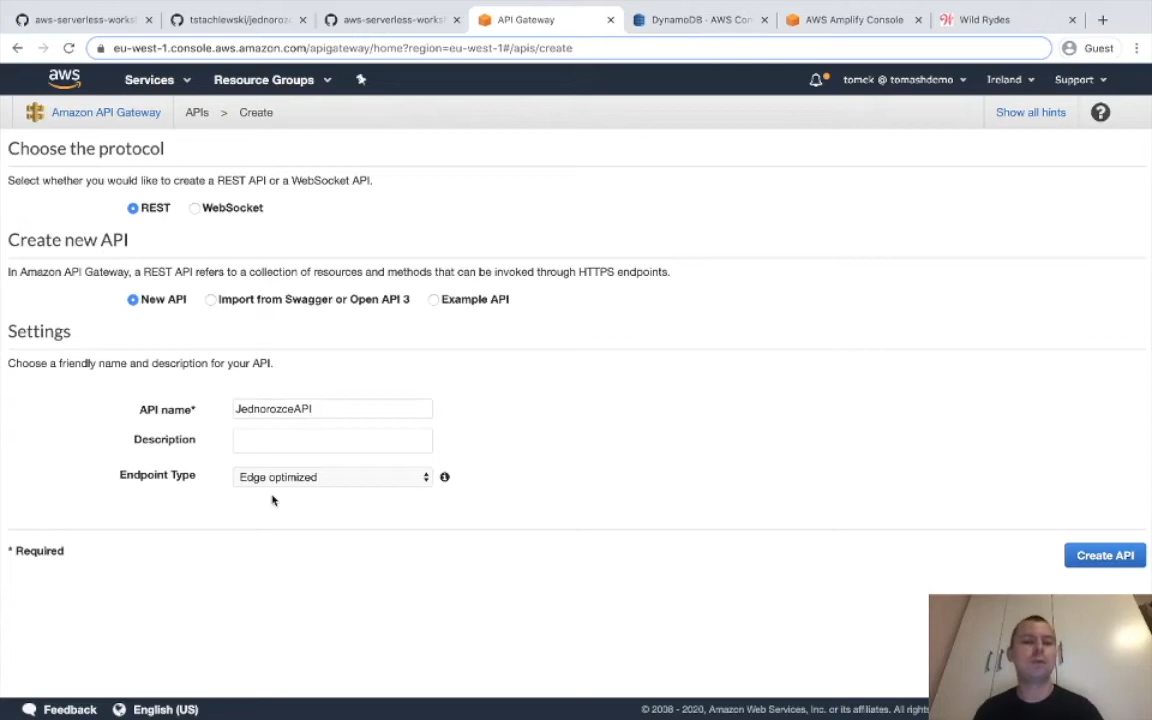 aws-serverless-works
tstachlewski/jednoroz
aws-serverless-works
API Gateway
DynamoDB - AWS Con
AWS Amplify Console
Wild Rydes
eu-west-1.console.aws.amazon.com/apigateway/home?region=eu-west-1#/apis/create
Guest
aws
Services
Resource Groups
tomek @ tomashdemo
Ireland
Support
Amazon API Gateway
APIs > Create
Show all hints
?
Choose the protocol
Select whether you would like to create a REST API or a WebSocket API.
REST
WebSocket
Create new API
In Amazon API Gateway, a REST API refers to a collection of resources and methods that can be invoked through HTTPS endpoints.
New API
Import from Swagger or Open API 3
Example API
Settings
Choose a friendly name and description for your API.
API name*
JednorozceAPI
Description
Endpoint Type
Edge optimized
* Required
Create API
Feedback
English (US)
© 2008 - 2020, Amazon Web Services, Inc. or its affiliates. All rights